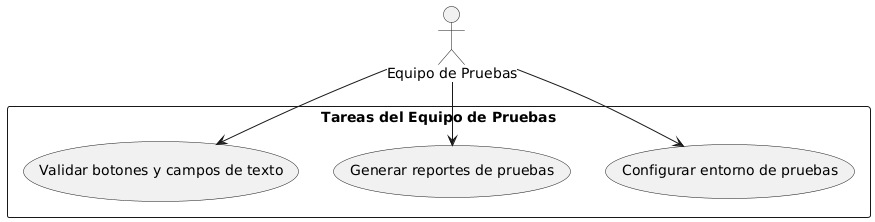 Equipo de Pruebas
Tareas del Equipo de Pruebas
Validar botones y campos de texto
Generar reportes de pruebas
Configurar entorno de pruebas